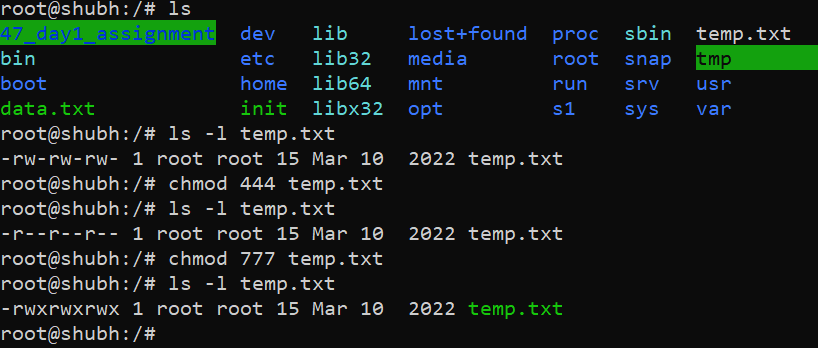 root@shubh:/# ls
47_day1_assignment  dev   lib     lost+found  proc  sbin  temp.txt
bin                 etc   lib32   media       root  snap  tmp
boot                home  lib64   mnt         run   srv   usr
data.txt            init  libx32  opt         s1    sys   var
root@shubh:/# ls -l temp.txt
-rw-rw-rw- 1 root root 15 Mar 10  2022 temp.txt
root@shubh:/# chmod 444 temp.txt
root@shubh:/# ls -l temp.txt
-r--r--r-- 1 root root 15 Mar 10  2022 temp.txt
root@shubh:/# chmod 777 temp.txt
root@shubh:/# ls -l temp.txt
-rwxrwxrwx 1 root root 15 Mar 10  2022 temp.txt
root@shubh:/#